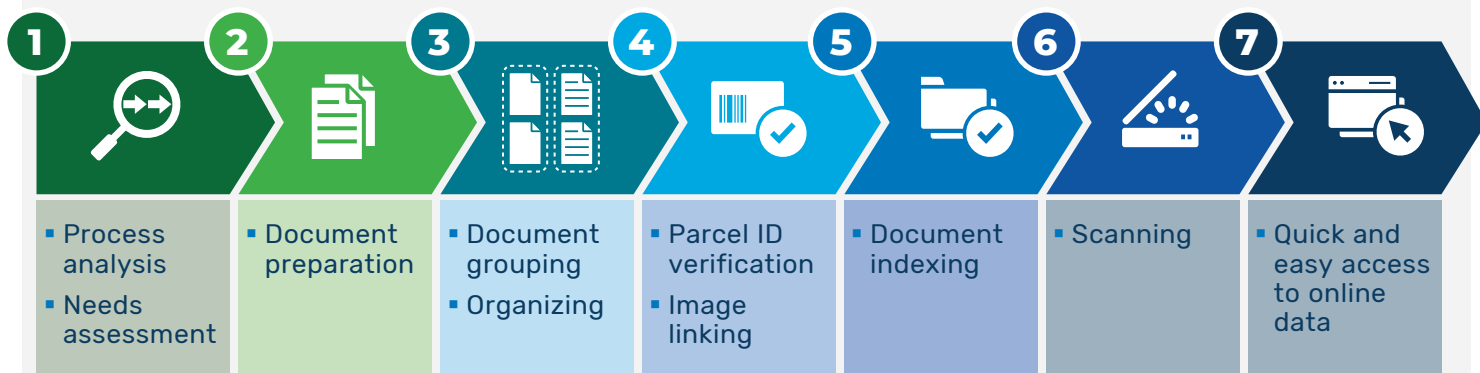 1
2
3
4
5
6
7
▪ Process
analysis
▪ Needs
assessment
▪ Document
preparation
▪ Document
grouping
▪ Organizing
▪ Parcel ID
verification
▪ Image
linking
▪ Document
indexing
▪ Scanning
▪ Quick and
easy access
to online
data